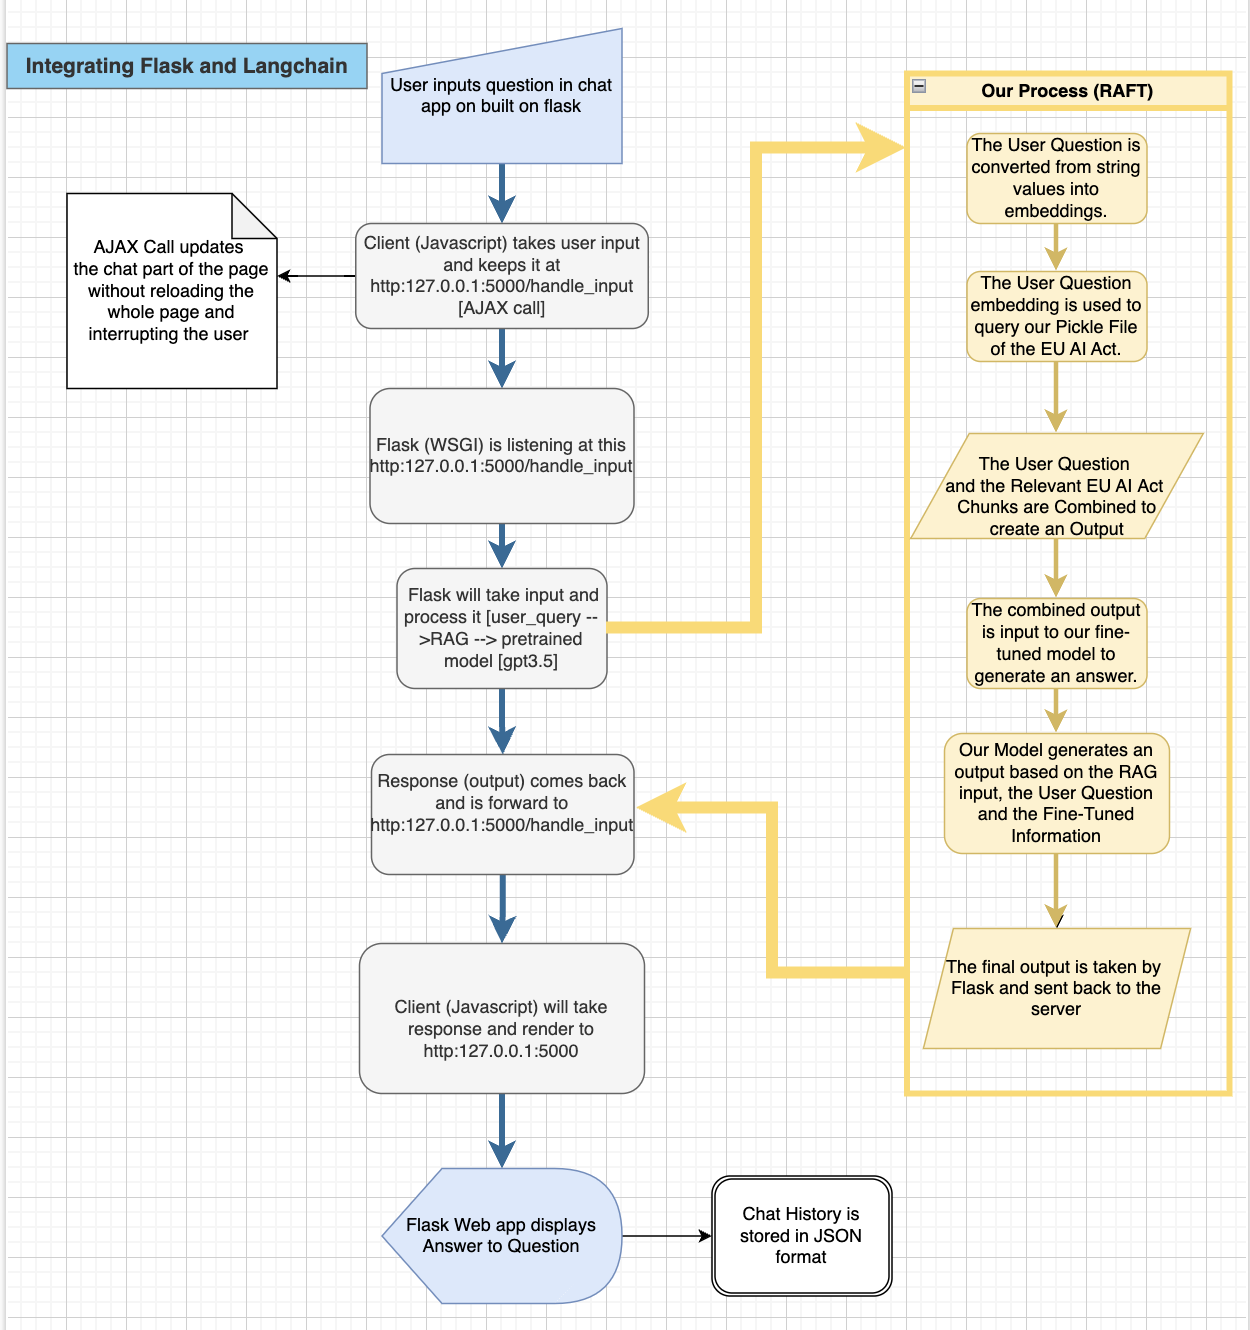 Integrating Flask and Langchain
User inputs question in chat
app on built on flask
Client (Javascript) takes user input
and keeps it at
http:127.0.0.1:5000/handle_input
[AJAX call]
AJAX Call updates
the chat part of the page
without reloading the
whole page and
interrupting the user
Flask (WSGI) is listening at this
http:127.0.0.1:5000/handle_input
Flask will take input and
process it [user_query --
>RAG --> pretrained
model [gpt3.5]
Response (output) comes back
and is forward to
http:127.0.0.1:5000/handle_input
Client (Javascript) will take
response and render to
http:127.0.0.1:5000
Flask Web app displays
Answer to Question
Chat History is
stored in JSON
format
Our Process (RAFT)
The User Question is
converted from string
values into
embeddings.
The User Question
embedding is used to
query our Pickle File
of the EU AI Act.
The User Question
and the Relevant EU AI Act
Chunks are Combined to
create an Output
The combined output
is input to our fine-
tuned model to
generate an answer.
Our Model generates an
output based on the RAG
input, the User Question
and the Fine-Tuned
Information
The final output is taken by
Flask and sent back to the
server